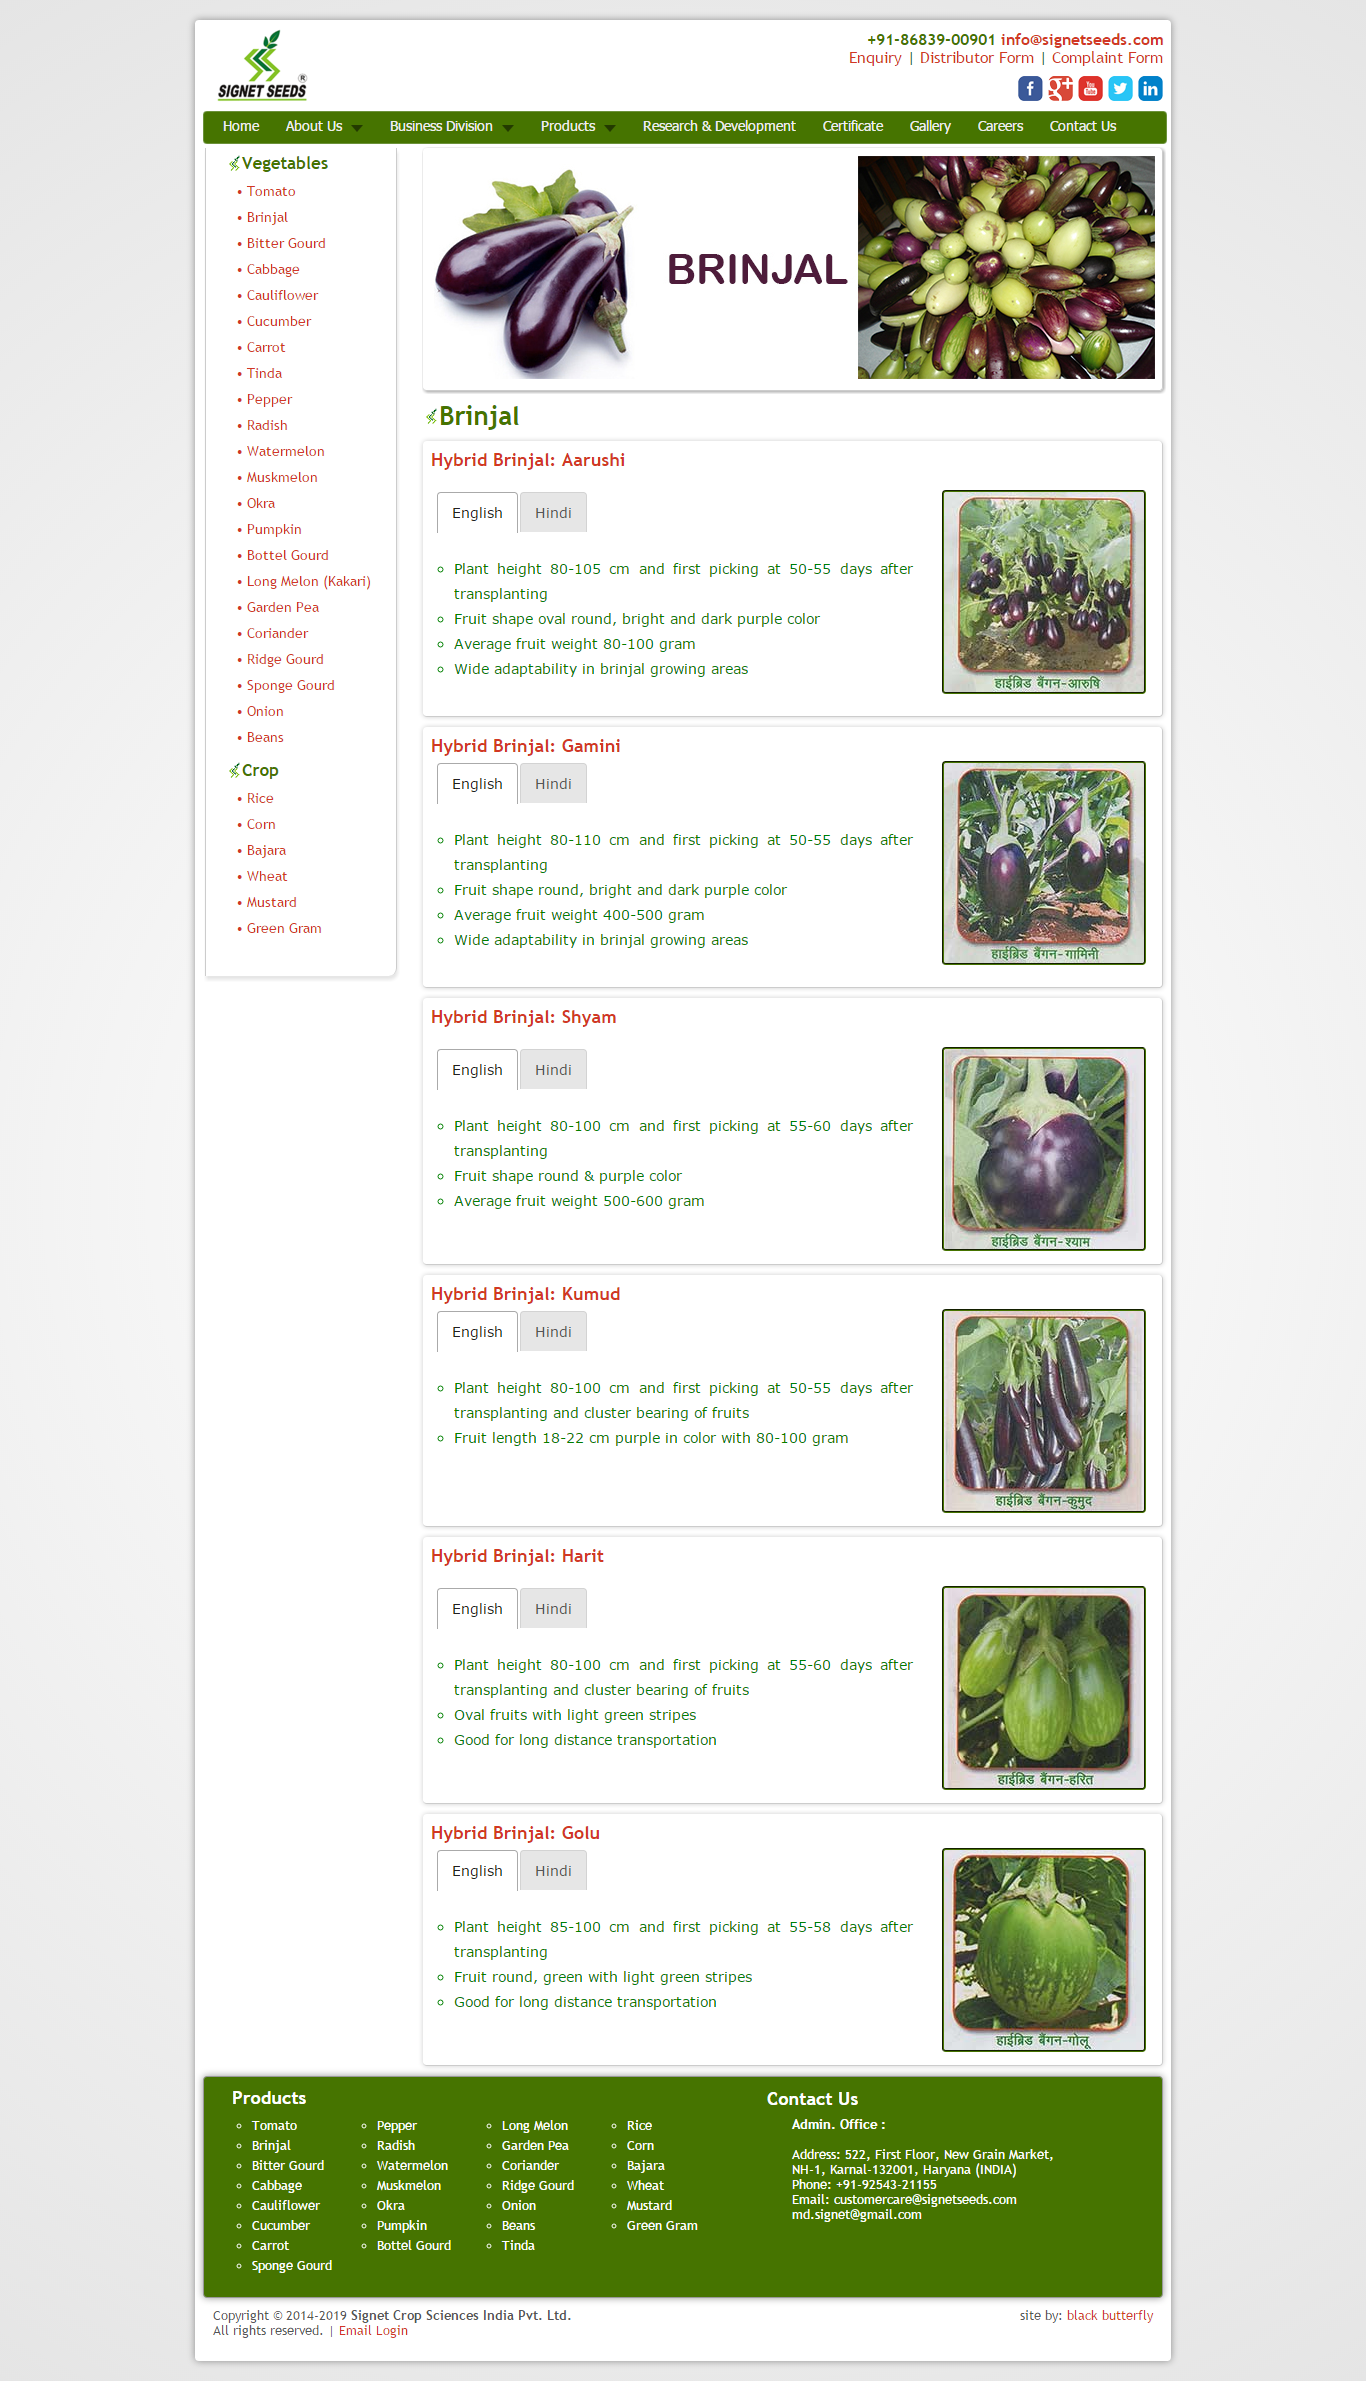 SIGNET SEEDS ®
+91-86839-00901 info@signetseeds.com
Enquiry | Distributor Form | Complaint Form
Home About Us Business Division Products Research & Development Certificate Gallery Careers Contact Us
Vegetables
• Tomato
• Brinjal
• Bitter Gourd
• Cabbage
• Cauliflower
• Cucumber
• Carrot
• Tinda
• Pepper
• Radish
• Watermelon
• Muskmelon
• Okra
• Pumpkin
• Bottel Gourd
• Long Melon (Kakari)
• Garden Pea
• Coriander
• Ridge Gourd
• Sponge Gourd
• Onion
• Beans
Crop
• Rice
• Corn
• Bajara
• Wheat
• Mustard
• Green Gram
BRINJAL
Brinjal
Hybrid Brinjal: Aarushi
English Hindi
Plant height 80-105 cm and first picking at 50-55 days after
transplanting
Fruit shape oval round, bright and dark purple color
Average fruit weight 80-100 gram
Wide adaptability in brinjal growing areas
हाईब्रिड बैंगन-आरुषि
Hybrid Brinjal: Gamini
English Hindi
Plant height 80-110 cm and first picking at 50-55 days after
transplanting
Fruit shape round, bright and dark purple color
Average fruit weight 400-500 gram
Wide adaptability in brinjal growing areas
हाईब्रिड बैंगन-गामिनी
Hybrid Brinjal: Shyam
English Hindi
Plant height 80-100 cm and first picking at 55-60 days after
transplanting
Fruit shape round & purple color
Average fruit weight 500-600 gram
हाईब्रिड बैंगन-श्याम
Hybrid Brinjal: Kumud
English Hindi
Plant height 80-100 cm and first picking at 50-55 days after
transplanting and cluster bearing of fruits
Fruit length 18-22 cm purple in color with 80-100 gram
हाईब्रिड बैंगन-कुमुद
Hybrid Brinjal: Harit
English Hindi
Plant height 80-100 cm and first picking at 55-60 days after
transplanting and cluster bearing of fruits
Oval fruits with light green stripes
Good for long distance transportation
हाईब्रिड बैंगन-हरित
Hybrid Brinjal: Golu
English Hindi
Plant height 85-100 cm and first picking at 55-58 days after
transplanting
Fruit round, green with light green stripes
Good for long distance transportation
हाईब्रिड बैंगन-गोलू
Products
Tomato
Brinjal
Bitter Gourd
Cabbage
Cauliflower
Cucumber
Carrot
Sponge Gourd
Pepper
Radish
Watermelon
Muskmelon
Okra
Pumpkin
Bottel Gourd
Long Melon
Garden Pea
Coriander
Ridge Gourd
Onion
Beans
Tinda
Rice
Corn
Bajara
Wheat
Mustard
Green Gram
Contact Us
Admin. Office :
Address: 522, First Floor, New Grain Market,
NH-1, Karnal-132001, Haryana (INDIA)
Phone: +91-92543-21155
Email: customercare@signetseeds.com
md.signet@gmail.com
Copyright © 2014-2019 Signet Crop Sciences India Pvt. Ltd.
All rights reserved. | Email Login
site by: black butterfly